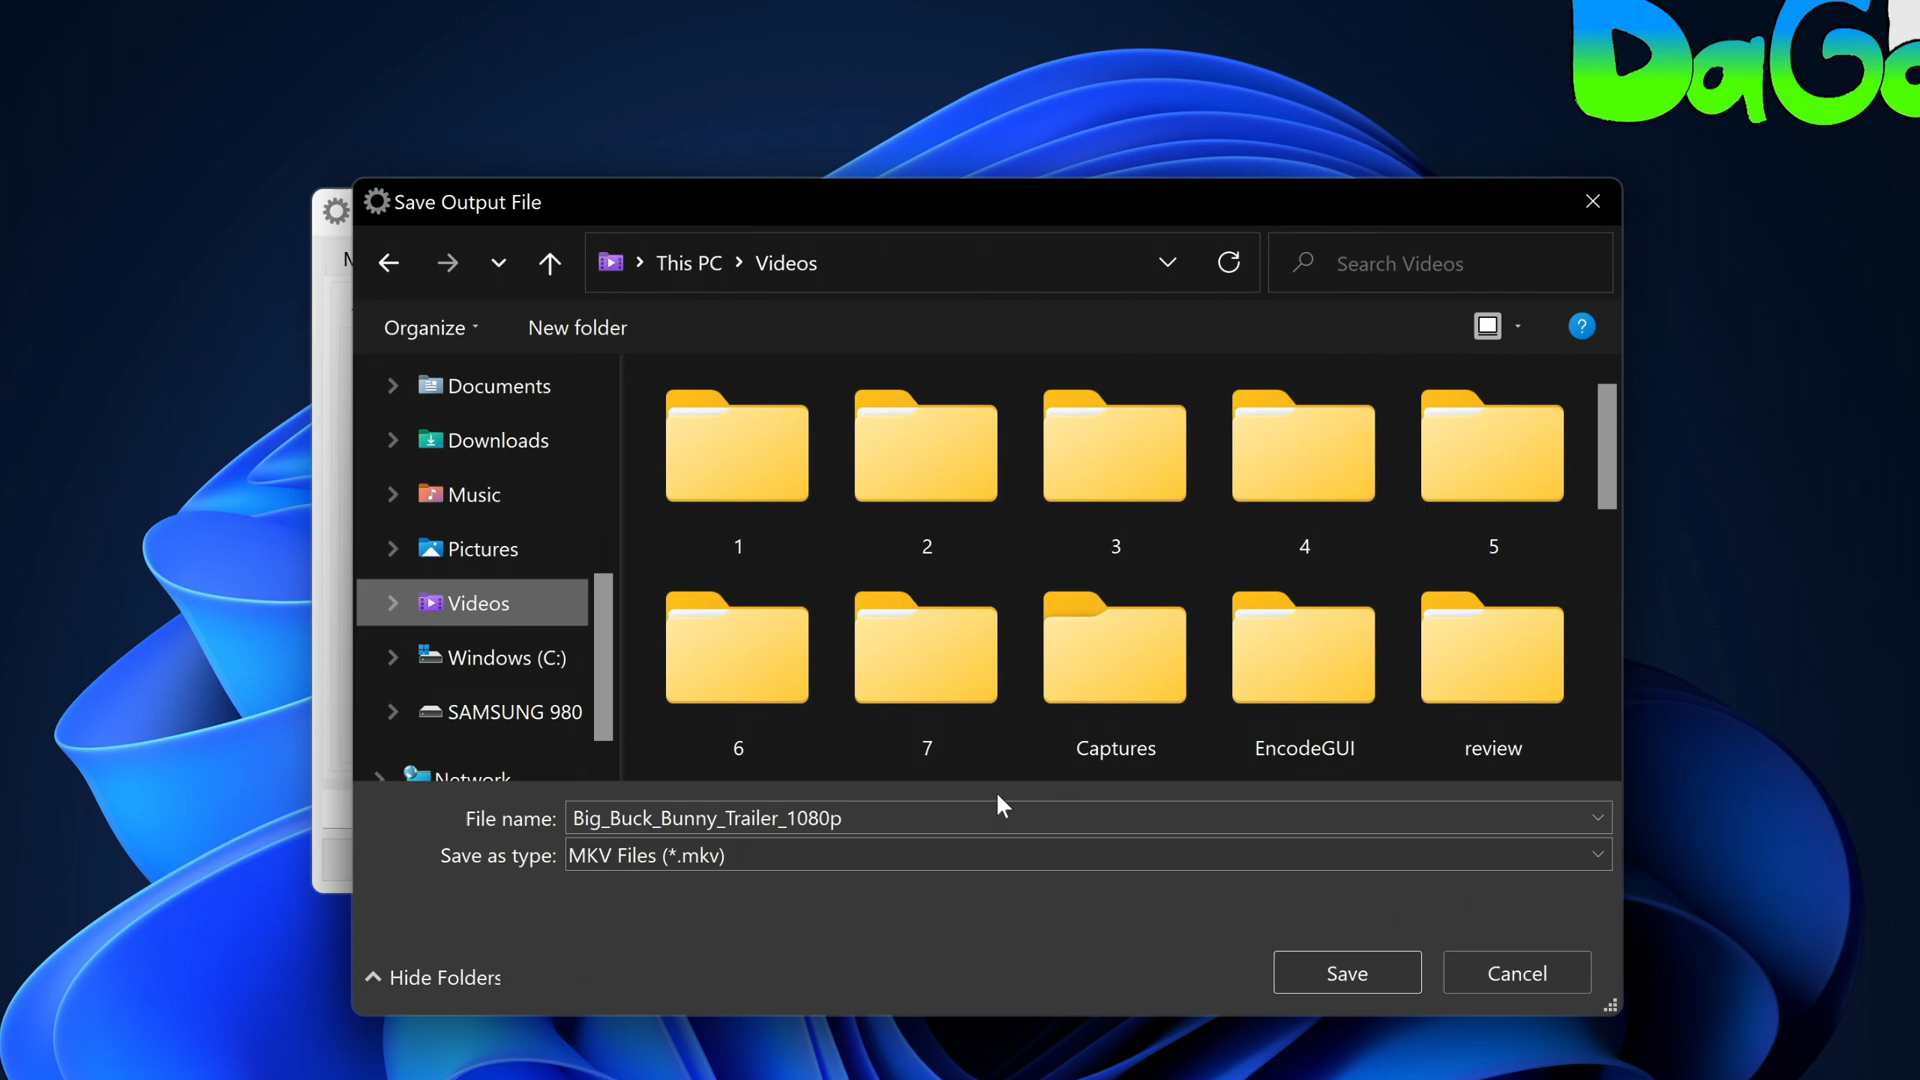 DaG
Save Output File
This PC
Videos
Search Videos
Organize
New folder
Documents
Downloads
Music
Pictures
Videos
Windows (C:)
SAMSUNG 980
Network
1
2
3
4
5
6
7
Captures
EncodeGUI
review
File name:
Big_Buck_Bunny_Trailer_1080p
Save as type:
MKV Files (*.mkv)
Hide Folders
Save
Cancel